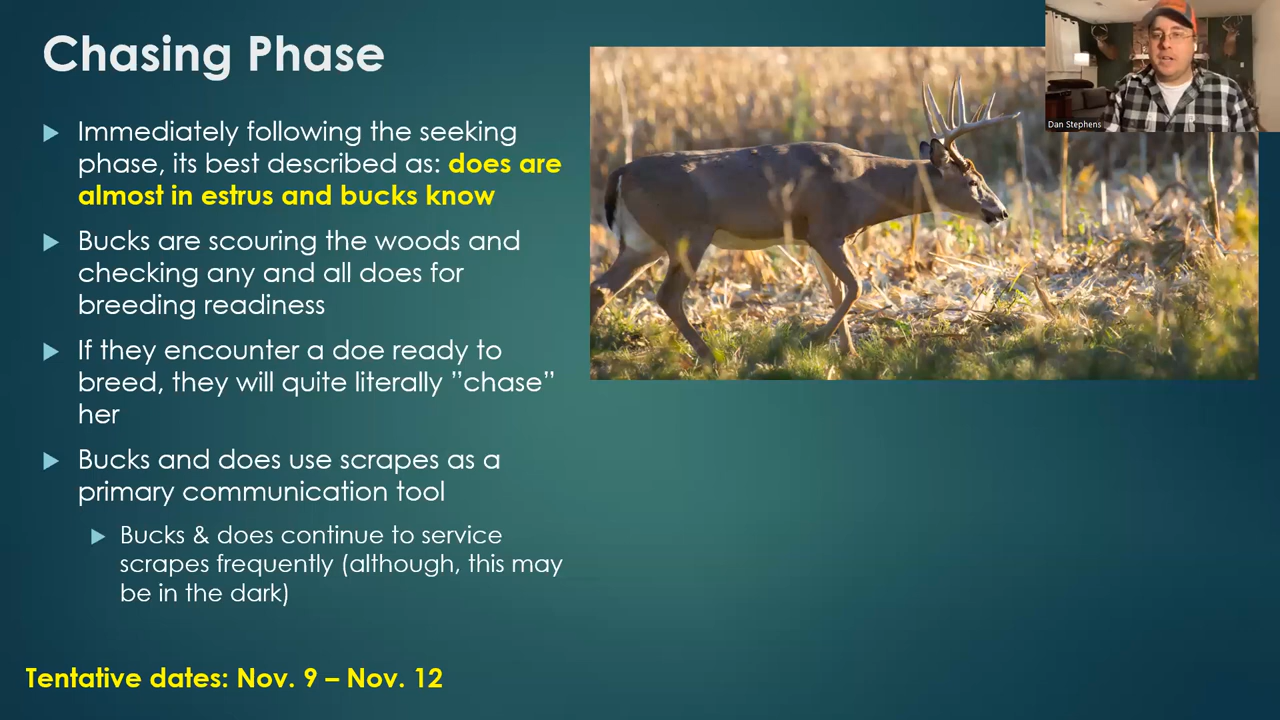 Chasing Phase
Immediately following the seeking
phase, its best described as: does are
almost in estrus and bucks know
Bucks are scouring the woods and
checking any and all does for
breeding readiness
If they encounter a doe ready to
breed, they will quite literally ”chase”
her
Bucks and does use scrapes as a
primary communication tool
Bucks & does continue to service
scrapes frequently (although, this may
be in the dark)
Tentative dates: Nov. 9 – Nov. 12
Dan Stephens